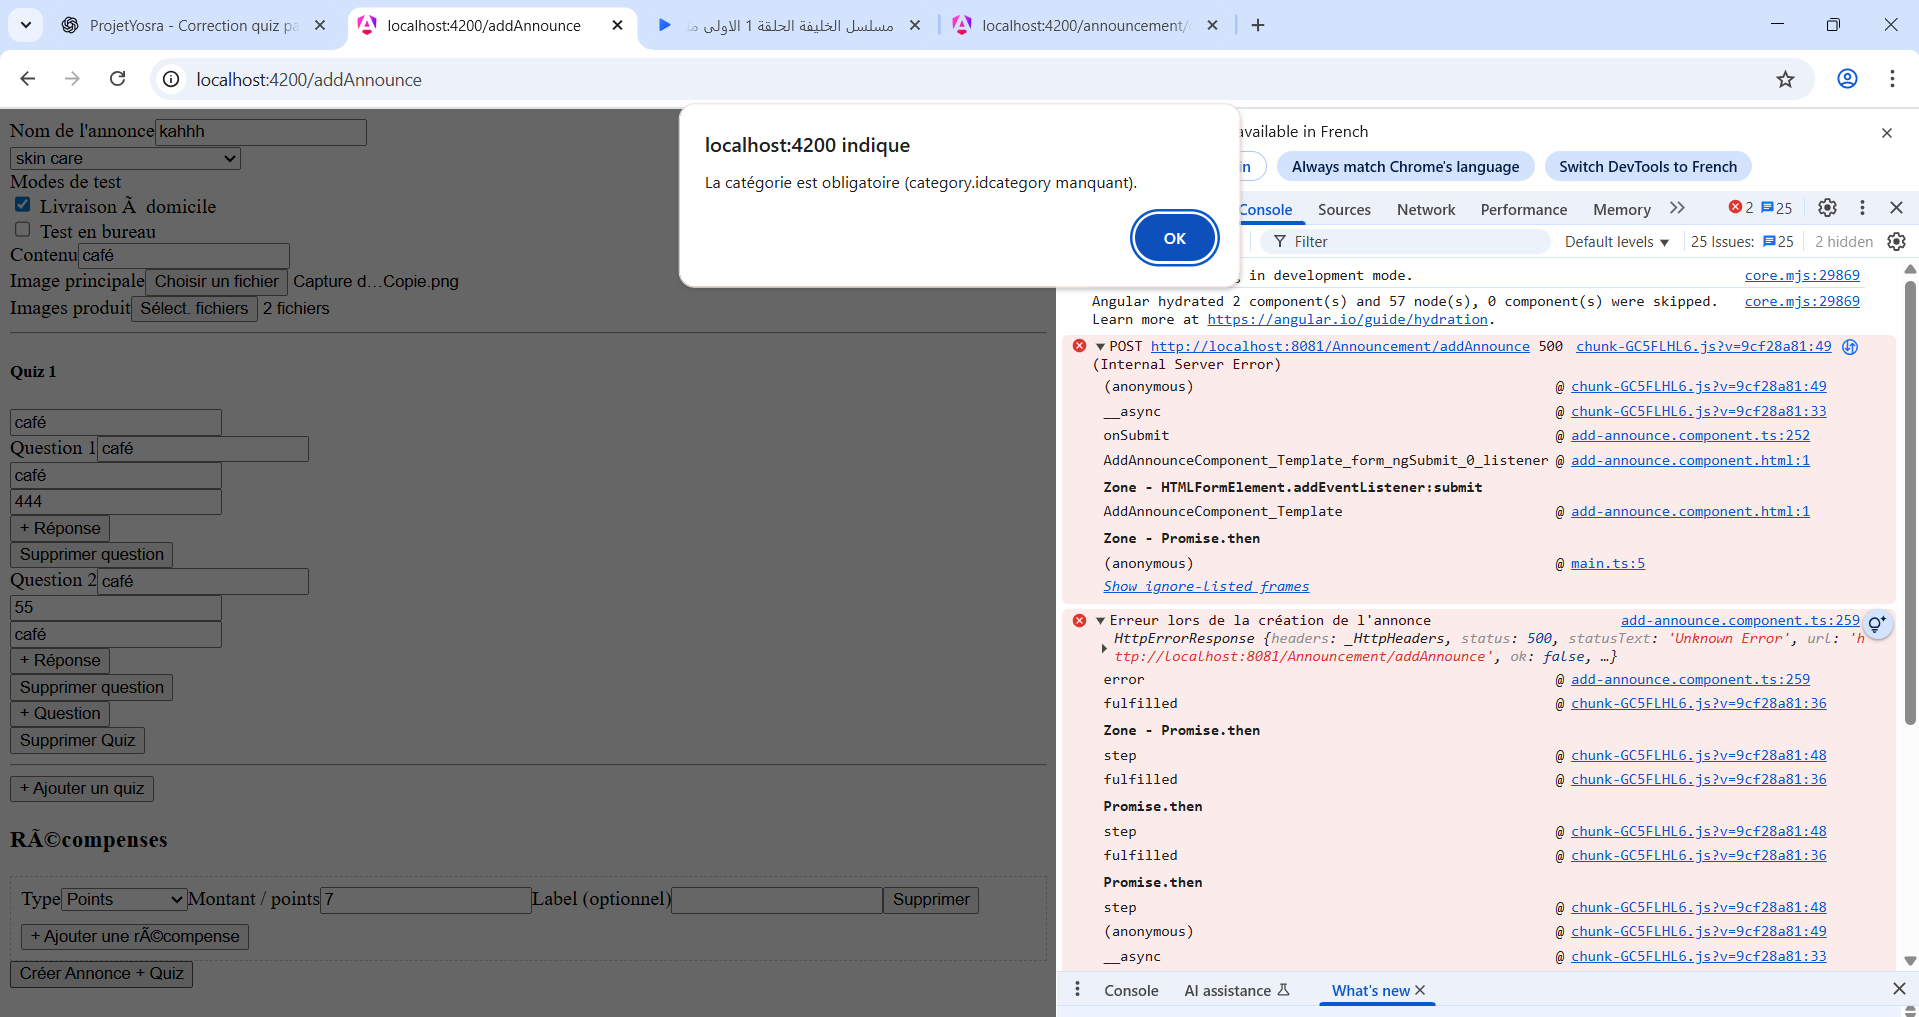 ProjetYosra - Correction quiz pa
localhost:4200/addAnnounce
مسلسل الخليفة الحلقة 1 الاولى
localhost:4200/announcement/
localhost:4200/addAnnounce
Nom de l'annonce kahhh
skin care
Modes de test
Livraison Ã  domicile
Test en bureau
Contenu café
Image principale Choisir un fichier Capture d…Copie.png
Images produit Sélect. fichiers 2 fichiers
Quiz 1
café
Question 1 café
café
444
+ Réponse
Supprimer question
Question 2 café
55
café
+ Réponse
Supprimer question
+ Question
Supprimer Quiz
+ Ajouter un quiz
RÃ©compenses
Type Points Montant / points 7 Label (optionnel) Supprimer
+ Ajouter une rÃ©compense
Créer Annonce + Quiz
localhost:4200 indique
La catégorie est obligatoire (category.idcategory manquant).
OK
available in French
in Always match Chrome's language Switch DevTools to French
Console Sources Network Performance Memory 2 25
Filter Default levels 25 Issues: 25 2 hidden
in development mode. core.mjs:29869
Angular hydrated 2 component(s) and 57 node(s), 0 component(s) were skipped. core.mjs:29869
Learn more at https://angular.io/guide/hydration.
POST http://localhost:8081/Announcement/addAnnounce 500 chunk-GC5FLHL6.js?v=9cf28a81:49
(Internal Server Error)
(anonymous) @ chunk-GC5FLHL6.js?v=9cf28a81:49
__async @ chunk-GC5FLHL6.js?v=9cf28a81:33
onSubmit @ add-announce.component.ts:252
AddAnnounceComponent_Template_form_ngSubmit_0_listener @ add-announce.component.html:1
Zone - HTMLFormElement.addEventListener:submit
AddAnnounceComponent_Template @ add-announce.component.html:1
Zone - Promise.then
(anonymous) @ main.ts:5
Show ignore-listed frames
Erreur lors de la création de l'annonce add-announce.component.ts:259
HttpErrorResponse {headers: _HttpHeaders, status: 500, statusText: 'Unknown Error', url: 'h
ttp://localhost:8081/Announcement/addAnnounce', ok: false, …}
error @ add-announce.component.ts:259
fulfilled @ chunk-GC5FLHL6.js?v=9cf28a81:36
Zone - Promise.then
step @ chunk-GC5FLHL6.js?v=9cf28a81:48
fulfilled @ chunk-GC5FLHL6.js?v=9cf28a81:36
Promise.then
step @ chunk-GC5FLHL6.js?v=9cf28a81:48
fulfilled @ chunk-GC5FLHL6.js?v=9cf28a81:36
Promise.then
step @ chunk-GC5FLHL6.js?v=9cf28a81:48
(anonymous) @ chunk-GC5FLHL6.js?v=9cf28a81:49
__async @ chunk-GC5FLHL6.js?v=9cf28a81:33
Console AI assistance What's new